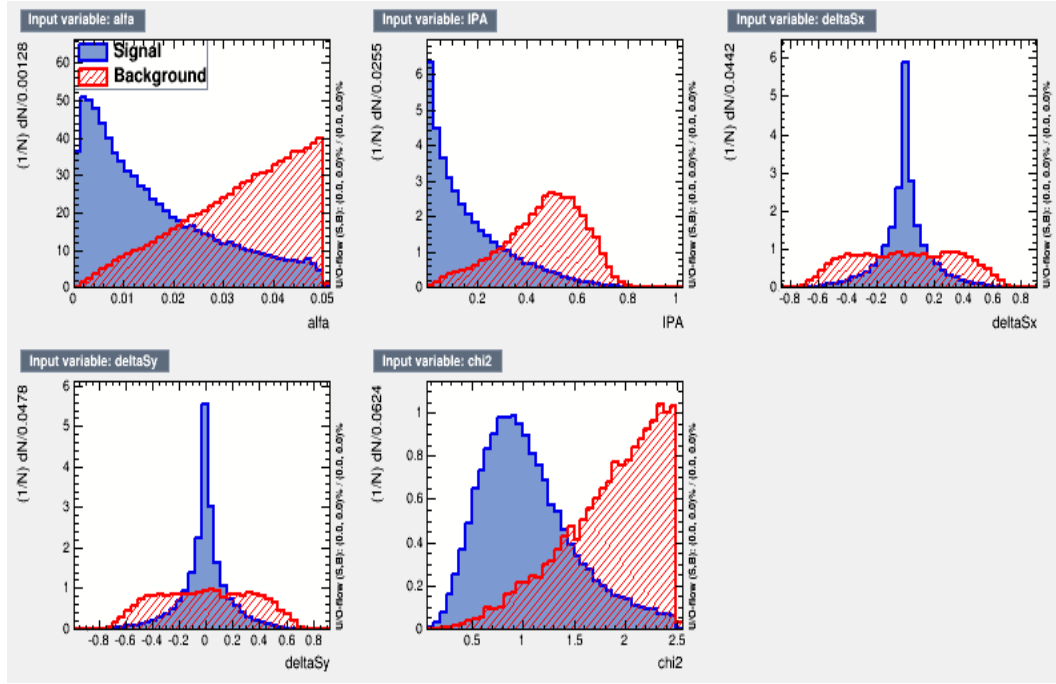 Input variable: alfa
(1/N) dN/0.00128
60
50
40
30
20
10
0
Signal
Background
0 0.01 0.02 0.03 0.04 0.05
alfa
U/O-flow (S,B): (0.0, 0.0)% / (0.0, 0.0)%
Input variable: IPA
(1/N) dN/0.0255
6
5
4
3
2
1
0
0.2 0.4 0.6 0.8 1
IPA
U/O-flow (S,B): (0.0, 0.0)% / (0.0, 0.0)%
Input variable: deltaSx
(1/N) dN/0.0442
6
5
4
3
2
1
0
-0.8 -0.6 -0.4 -0.2 0 0.2 0.4 0.6 0.8
deltaSx
U/O-flow (S,B): (0.0, 0.0)% / (0.0, 0.0)%
Input variable: deltaSy
(1/N) dN/0.0478
6
5
4
3
2
1
0
-0.8 -0.6 -0.4 -0.2 0 0.2 0.4 0.6 0.8
deltaSy
U/O-flow (S,B): (0.0, 0.0)% / (0.0, 0.0)%
Input variable: chi2
(1/N) dN/0.0624
1
0.8
0.6
0.4
0.2
0
0.5 1 1.5 2 2.5
chi2
U/O-flow (S,B): (0.0, 0.0)% / (0.0, 0.0)%